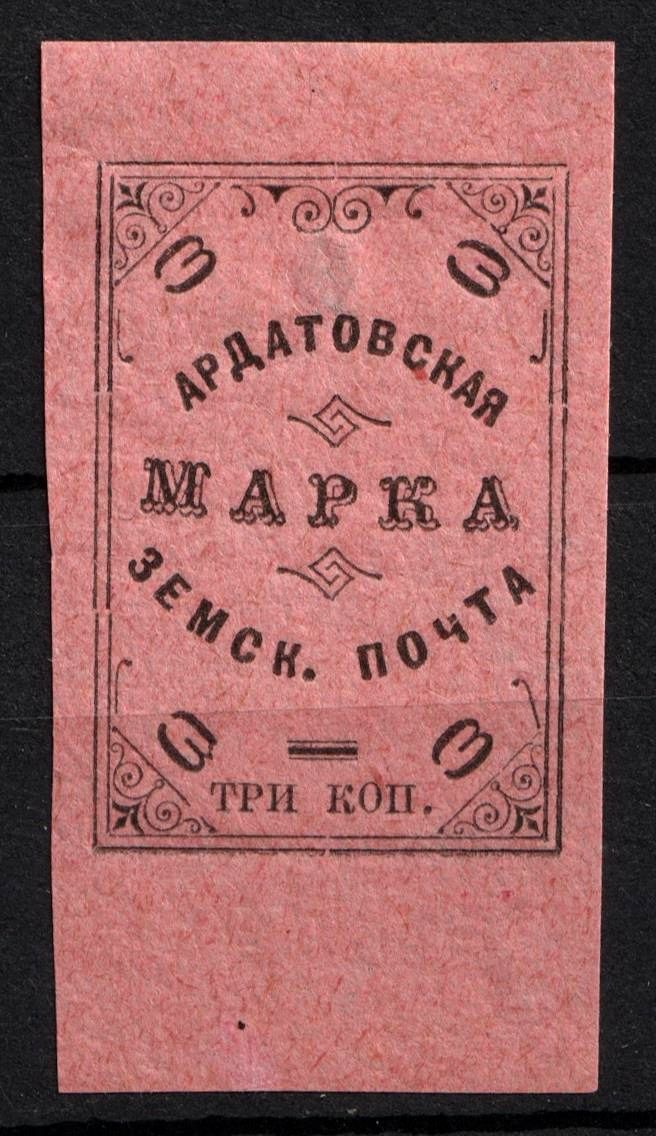 3 3
АРДАТОВСКАЯ
МАРКА
ЗЕМСК. ПОЧТА
3 3
ТРИ КОП.